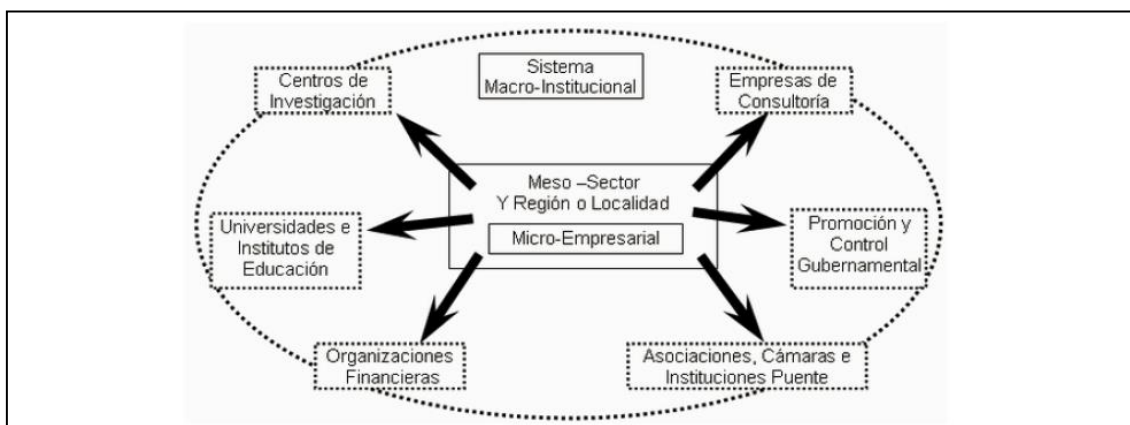 Centros de
Investigación
Sistema
Macro-Institucional
Empresas de
Consultoría
Meso –Sector
Y Región o Localidad
Micro-Empresarial
Universidades e
Institutos de
Educación
Promoción y
Control
Gubernamental
Organizaciones
Financieras
Asociaciones, Cámaras e
Instituciones Puente